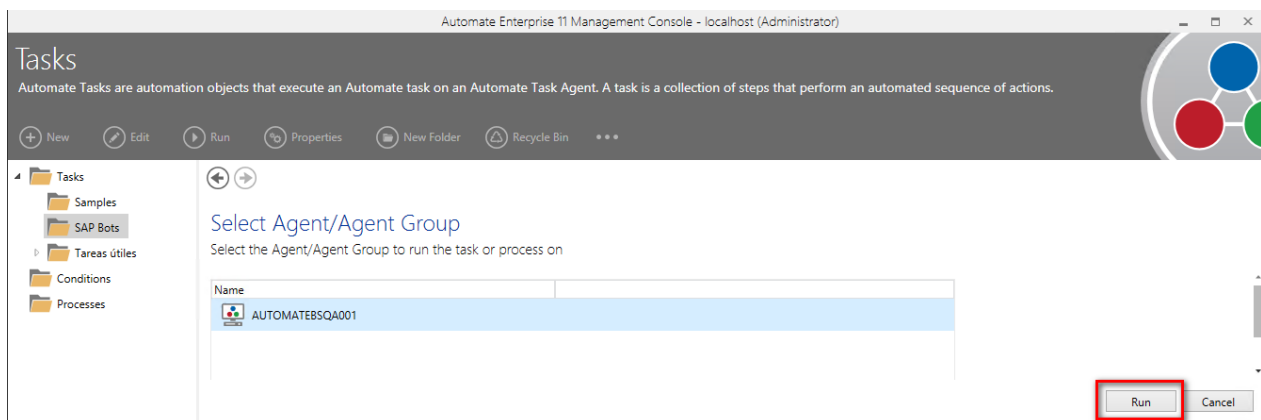 Automate Enterprise 11 Management Console - localhost (Administrator)
Tasks
Automate Tasks are automation objects that execute an Automate task on an Automate Task Agent. A task is a collection of steps that perform an automated sequence of actions.
New Edit Run Properties New Folder Recycle Bin
Tasks
Samples
SAP Bots
Tareas útiles
Conditions
Processes
Select Agent/Agent Group
Select the Agent/Agent Group to run the task or process on
Name
AUTOMATEBSQA001
Run Cancel